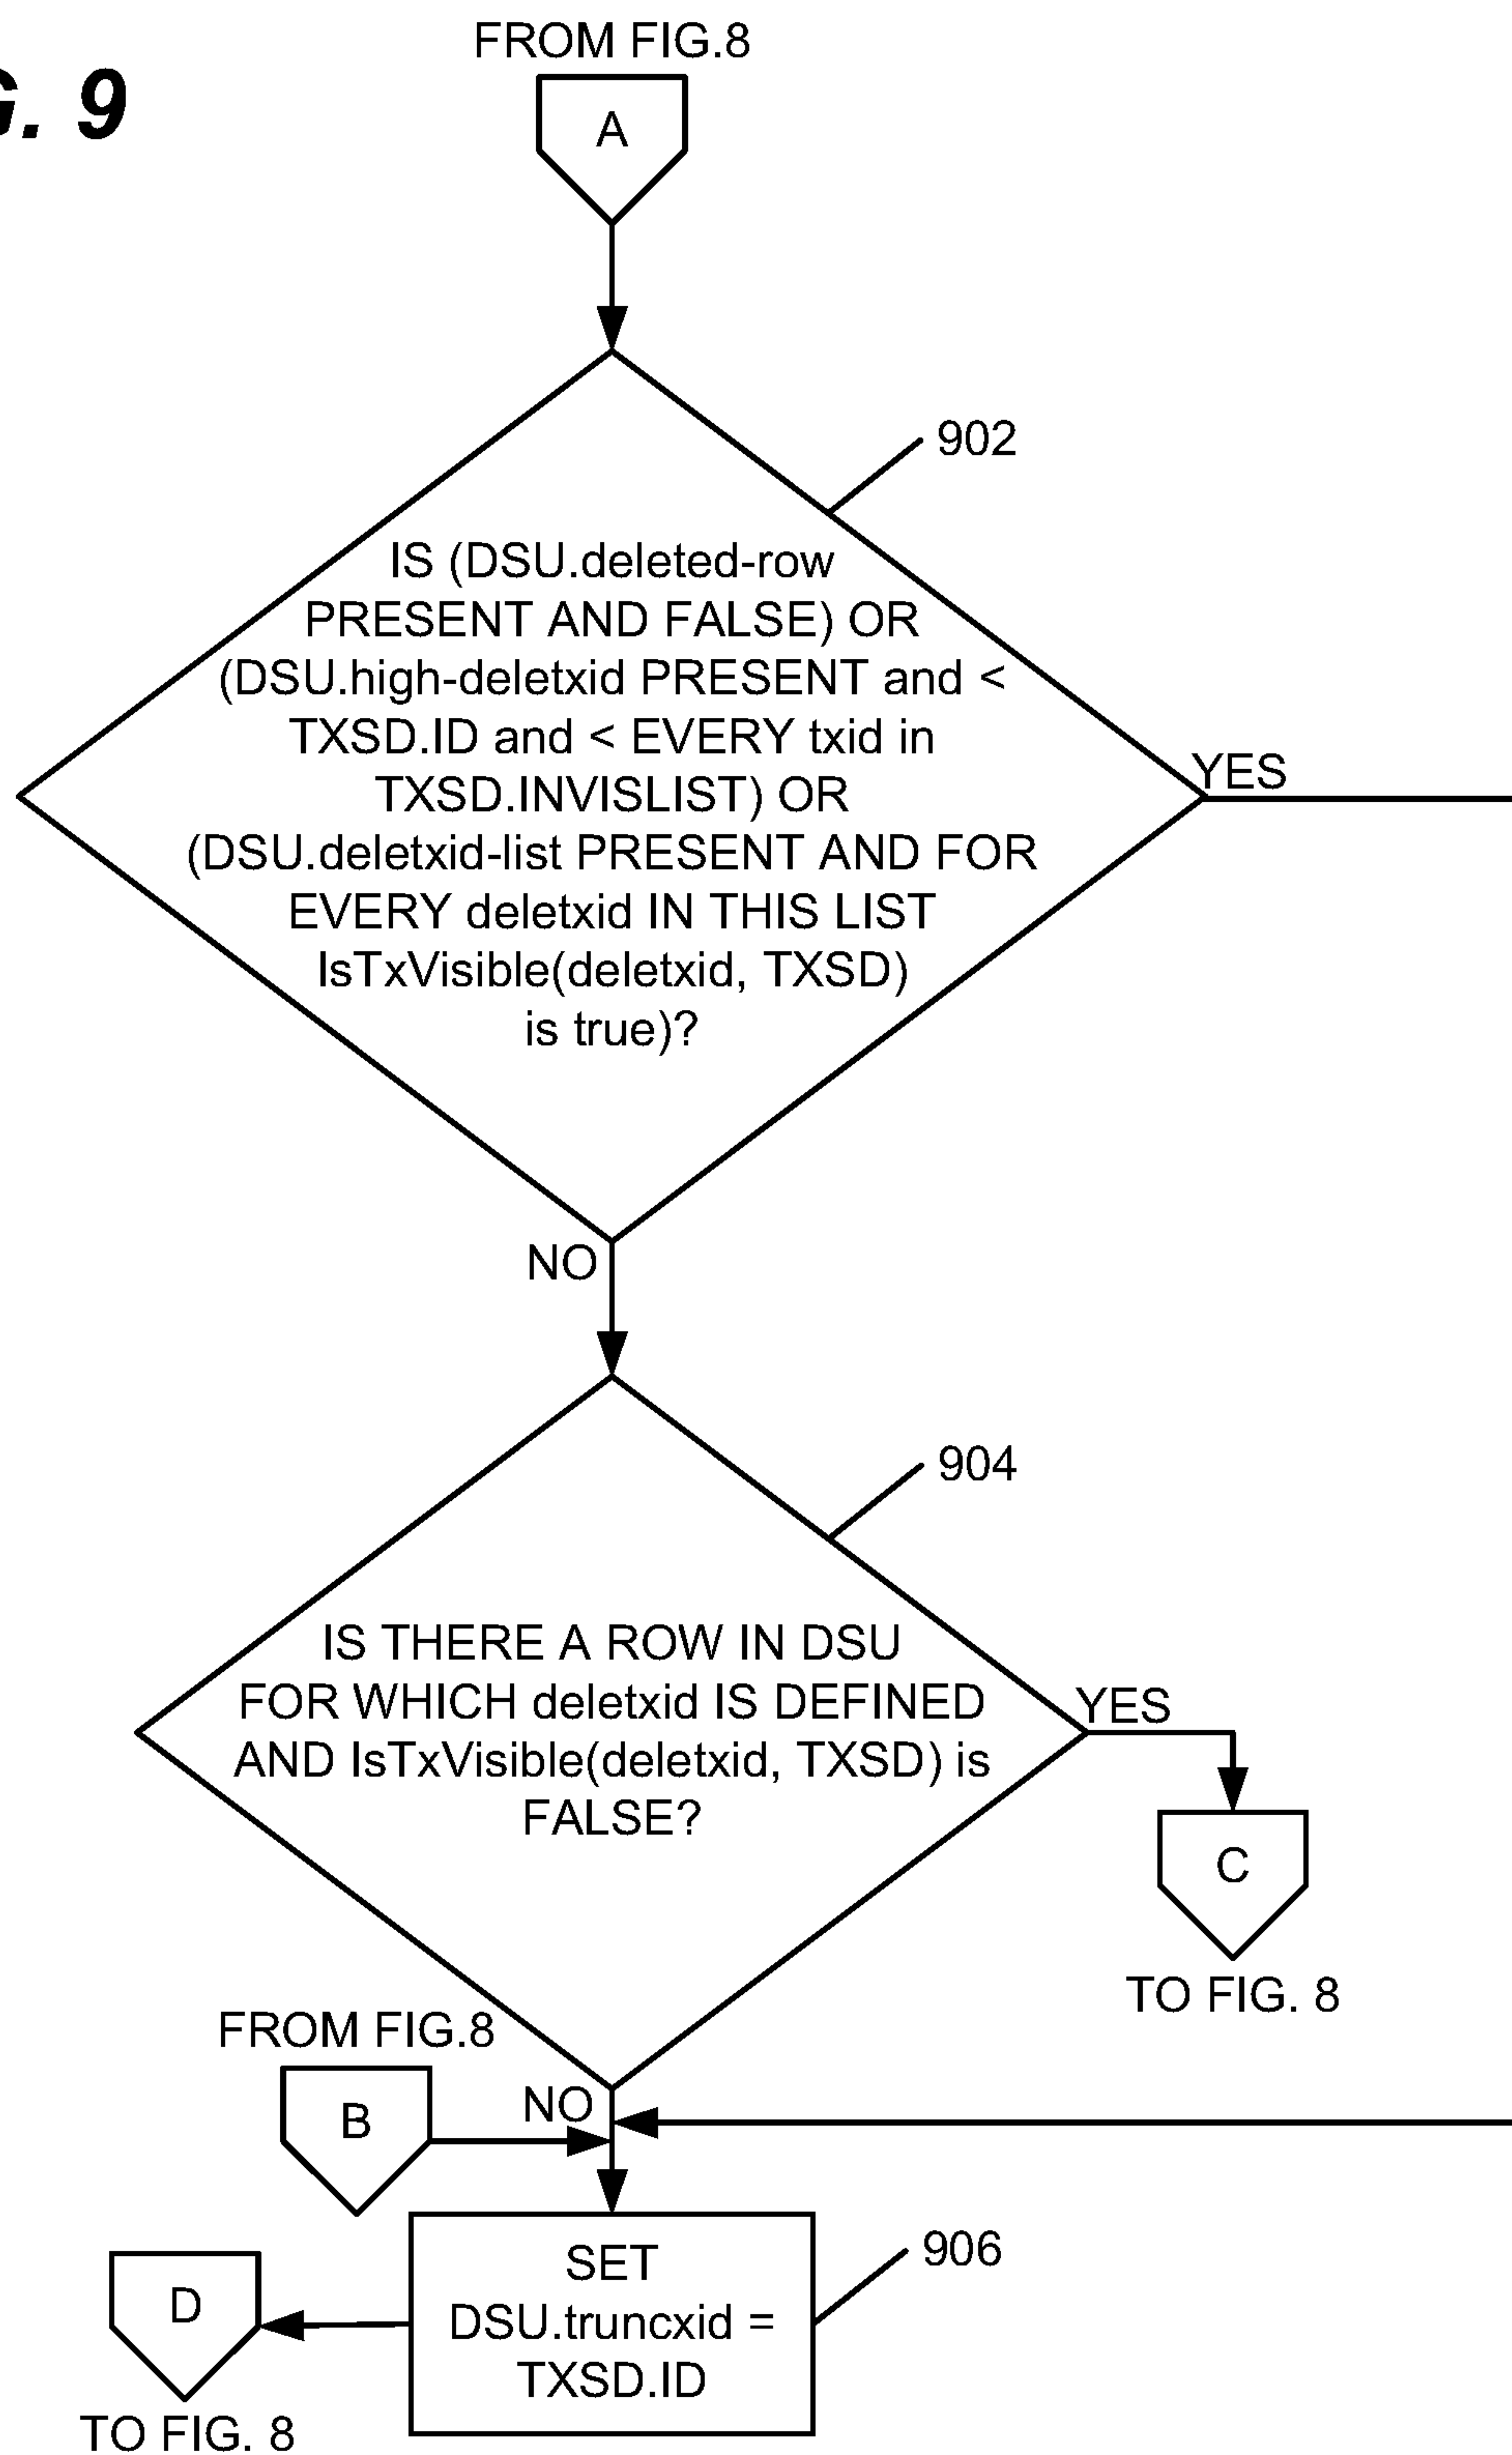 FROM FIG.8
G. 9
A
902
IS (DSU.deleted-row
PRESENT AND FALSE) OR
(DSU.high-deletxid PRESENT and <
TXSD.ID and < EVERY txid in
TXSD.INVISLIST) OR
(DSU.deletxid-list PRESENT AND FOR
EVERY deletxid IN THIS LIST
IsTxVisible(deletxid, TXSD)
is true)?
YES
NO
904
IS THERE A ROW IN DSU
FOR WHICH deletxid IS DEFINED
AND IsTxVisible(deletxid, TXSD) is
FALSE?
YES
C
TO FIG. 8
FROM FIG.8
B
NO
906
SET
DSU.truncxid =
TXSD.ID
D
TO FIG. 8